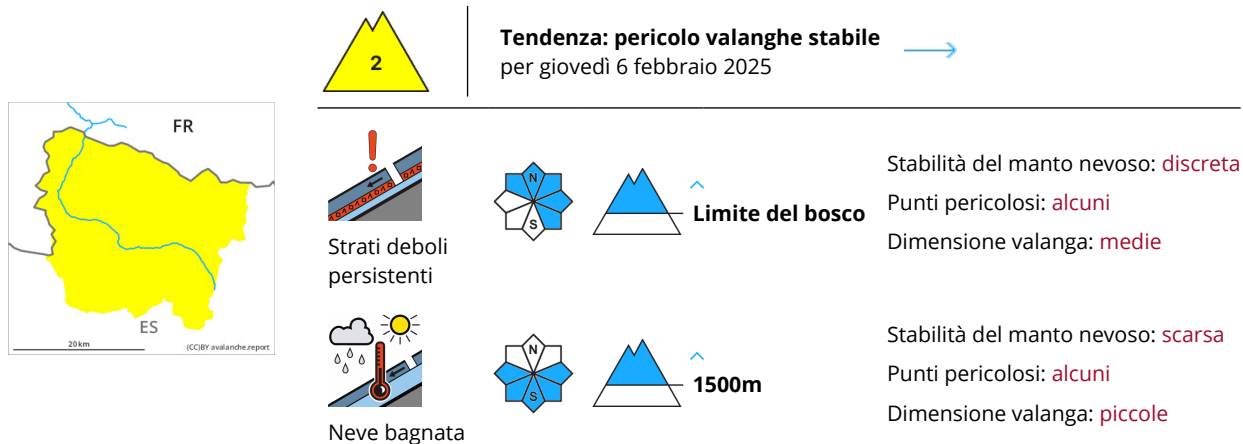 2
Tendenza: pericolo valanghe stabile
per giovedì 6 febbraio 2025
FR
ES
20 km
(CC)BY avalanche.report
Strati deboli
persistenti
N
S
Limite del bosco
Stabilità del manto nevoso: discreta
Punti pericolosi: alcuni
Dimensione valanga: medie
Neve bagnata
N
S
1500m
Stabilità del manto nevoso: scarsa
Punti pericolosi: alcuni
Dimensione valanga: piccole